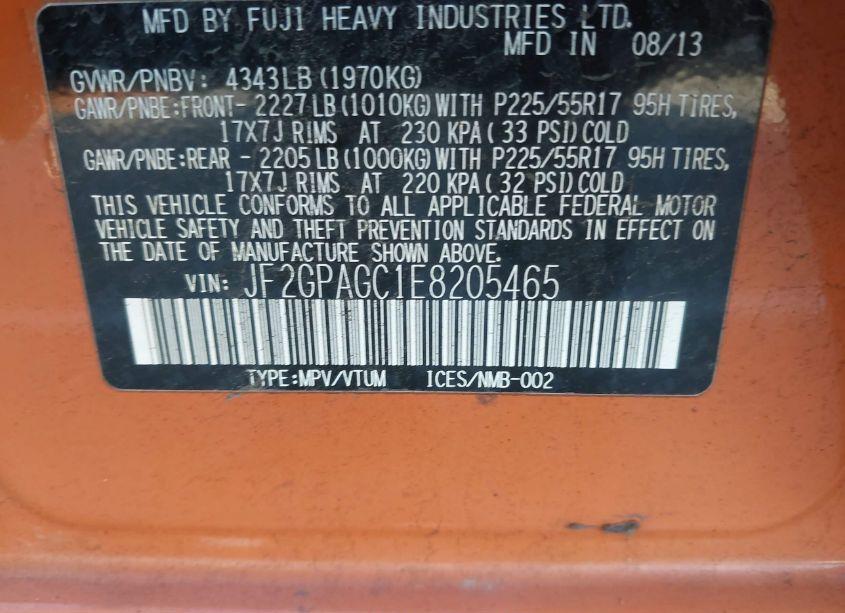 MFD BY FUJI HEAVY INDUSTRIES LTD.
MFD IN 08/13
GVWR/PNBV: 4343LB (1970KG)
GAWR/PNBE:FRONT- 2227LB (1010KG) WITH P225/55R17 95H TIRES,
17X7J RIMS AT 230 KPA ( 33 PSI) COLD
GAWR/PNBE:REAR - 2205LB (1000KG) WITH P225/55R17 95H TIRES,
17X7J RIMS AT 220 KPA ( 32 PSI) COLD
THIS VEHICLE CONFORMS TO ALL APPLICABLE FEDERAL MOTOR
VEHICLE SAFETY AND THEFT PREVENTION STANDARDS IN EFFECT ON
THE DATE OF MANUFACTURE SHOWN ABOVE.
VIN: JF2GPAGC1E8205465
TYPE:MPV/VTUM ICES/NMB-002